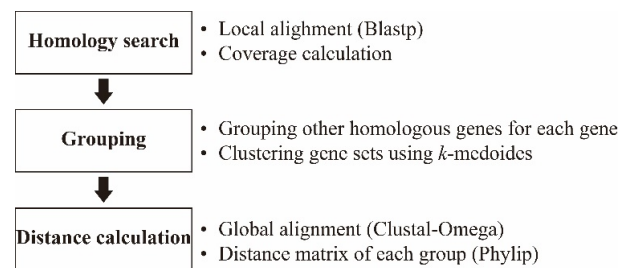 Homology search
• Local alighment (Blastp)
• Coverage calculation
Grouping
• Grouping other homologous genes for each gene
• Clustering gene sets using k-medoides
Distance calculation
• Global alignment (Clustal-Omega)
• Distance matrix of each group (Phylip)